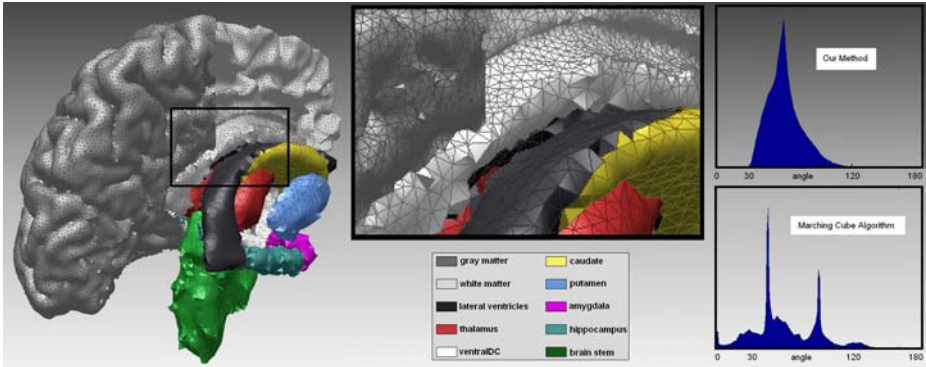 gray matter
caudate
white matter
putamen
lateral ventricles
amygdala
thalamus
hippocampus
ventralDC
brain stem
Our Method
0 30 angle 120 180
Marching Cube Algorithm
0 30 angle 120 180